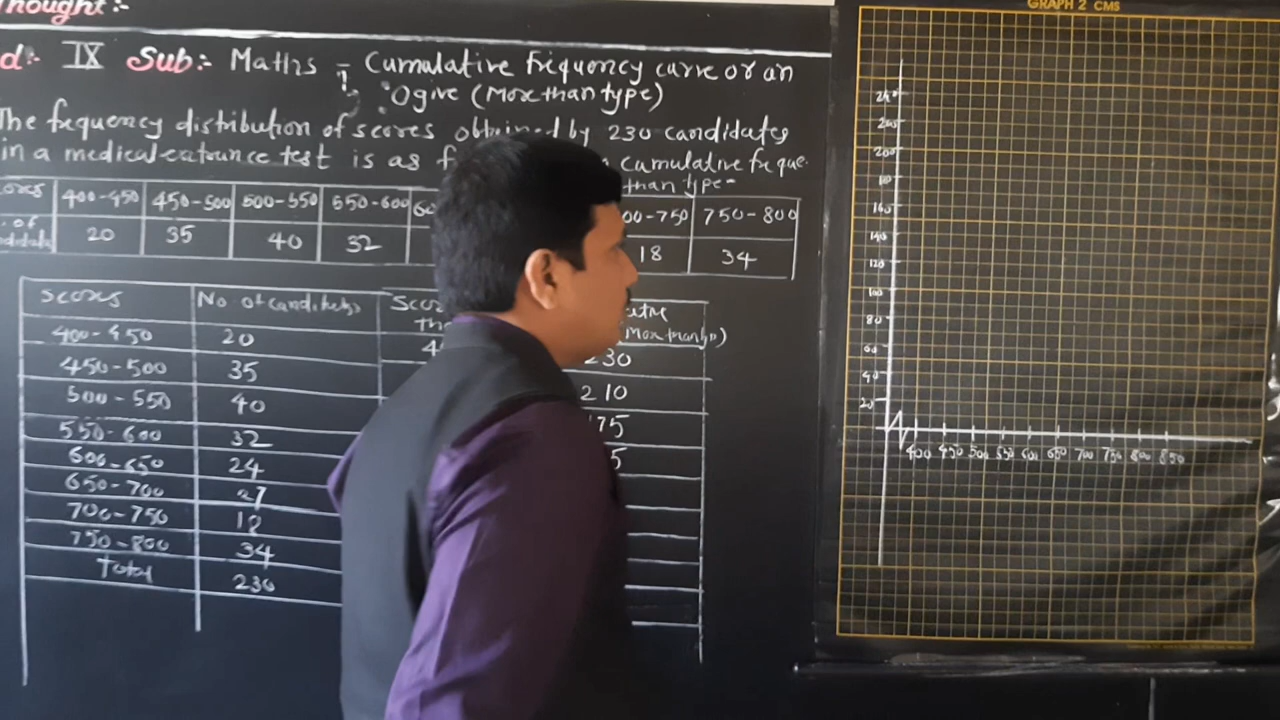 Thought:-
GRAPH 2 CMS
d:- IX Sub:- Maths - Cumulative frequency curve or an
Ogive (More than type)
The frequency distribution of scores obtained by 230 candidates
in a medical entrance test is as cumulative freque.
than type-
400-450 450-500 500-550 550-600 750-800
20 35 40 32 18 34
Scores No of candidates
400-450 20 230
450-500 35 210
500-550 40
550-600 32
600-650 24
650-700 27
700-750 18
750-800 34
Total 230
240
220
200
180
160
140
120
100
80
60
40
20
400 450 500 550 600 650 700 750 800 850